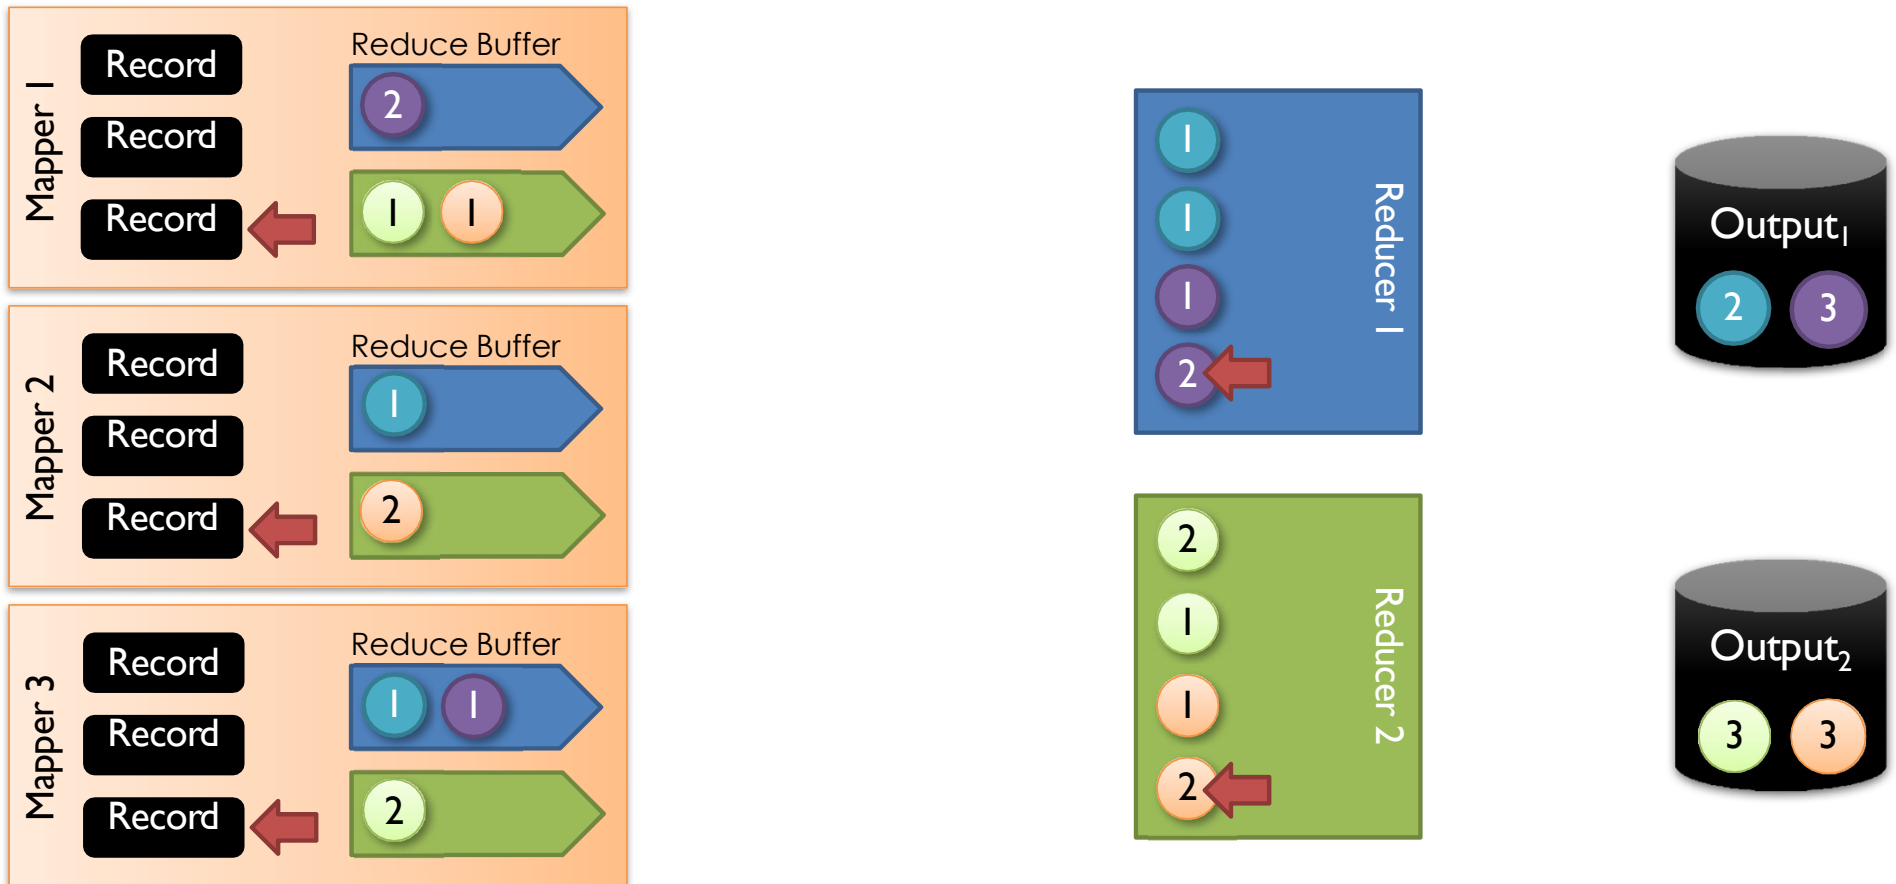 Mapper 1
Record
Record
Record
Reduce Buffer
2
1 1
Mapper 2
Record
Record
Record
Reduce Buffer
1
2
Mapper 3
Record
Record
Record
Reduce Buffer
1 1
2
Reducer 1
1
1
1
2
Reducer 2
2
1
1
2
Output1
2 3
Output2
3 3